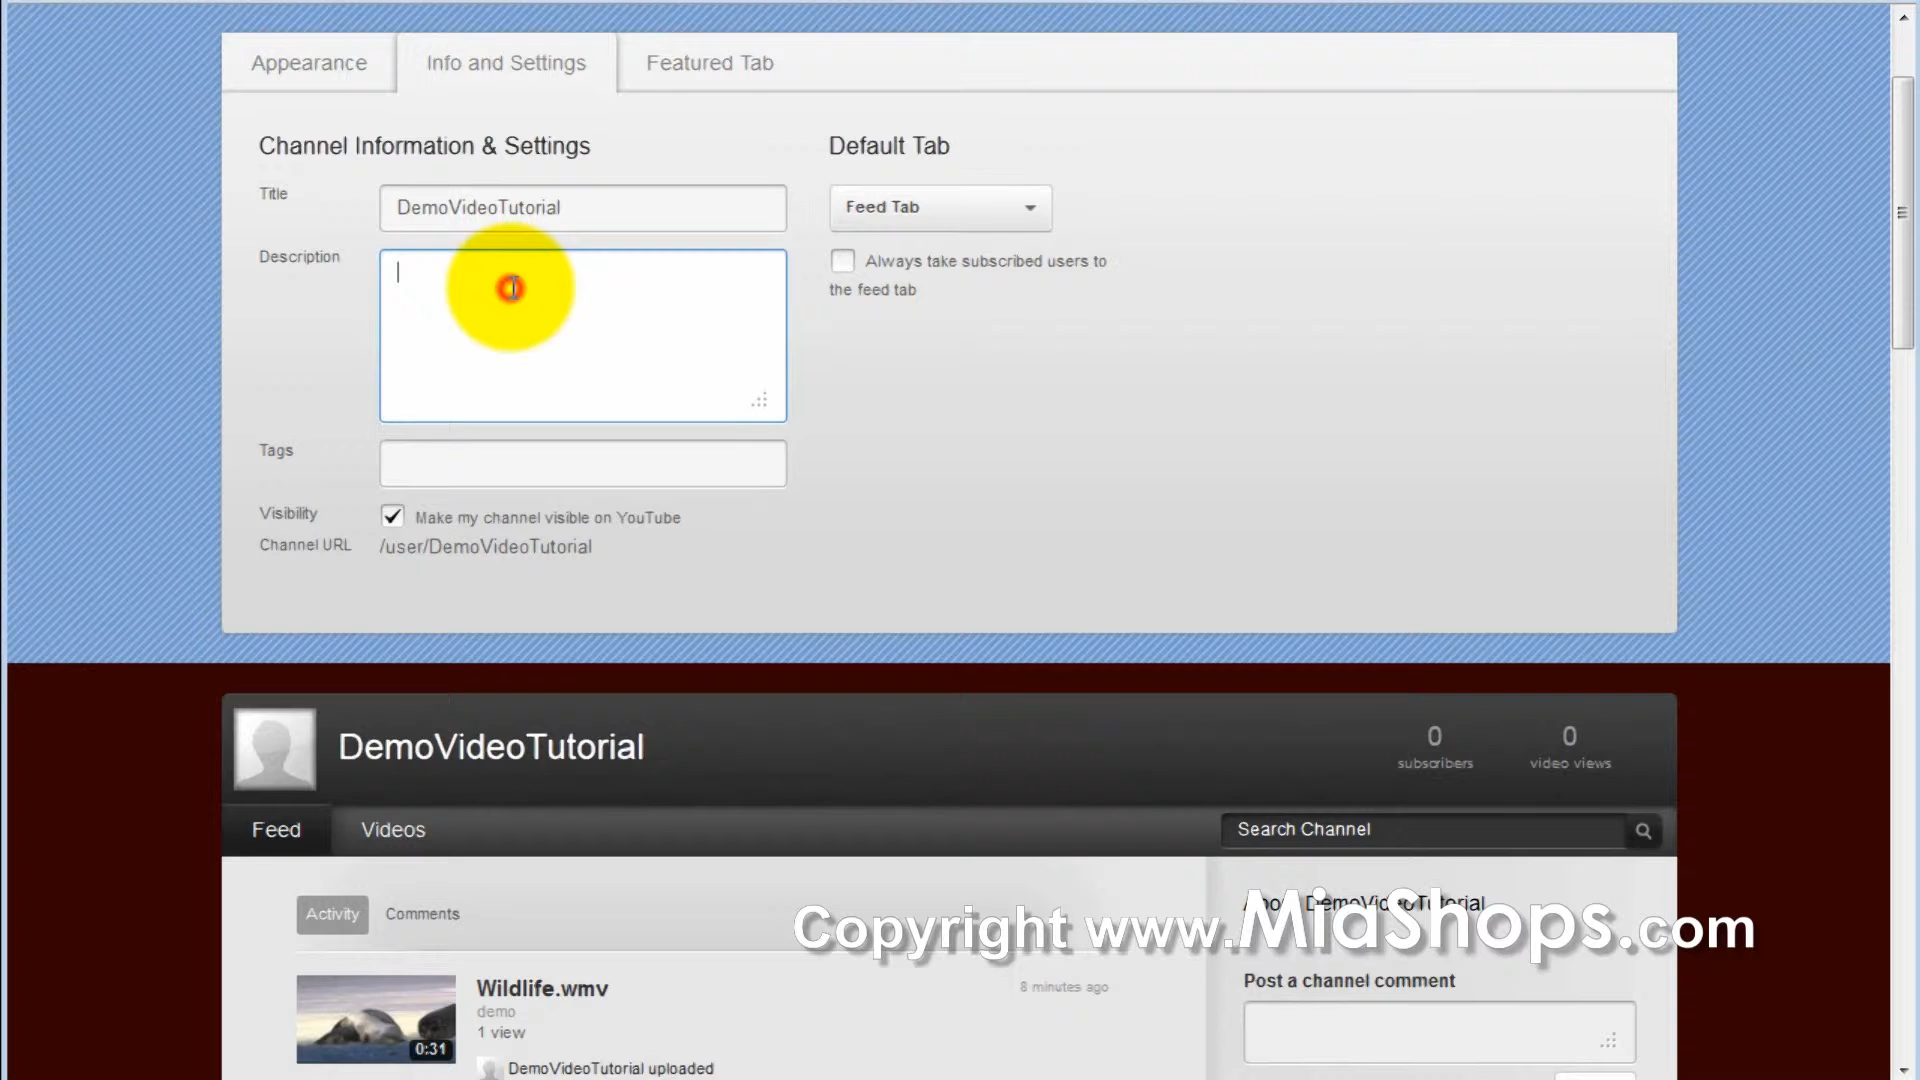 Appearance
Info and Settings
Featured Tab
Channel Information & Settings
Default Tab
Title
DemoVideoTutorial
Feed Tab
Description
Always take subscribed users to
the feed tab
Tags
Visibility
Make my channel visible on YouTube
Channel URL
/user/DemoVideoTutorial
DemoVideoTutorial
0
subscribers
0
video views
Feed
Videos
Search Channel
Activity
Comments
About DemoVideoTutorial
Copyright www.MiaShops.com
Post a channel comment
Wildlife.wmv
8 minutes ago
demo
1 view
0:31
DemoVideoTutorial uploaded